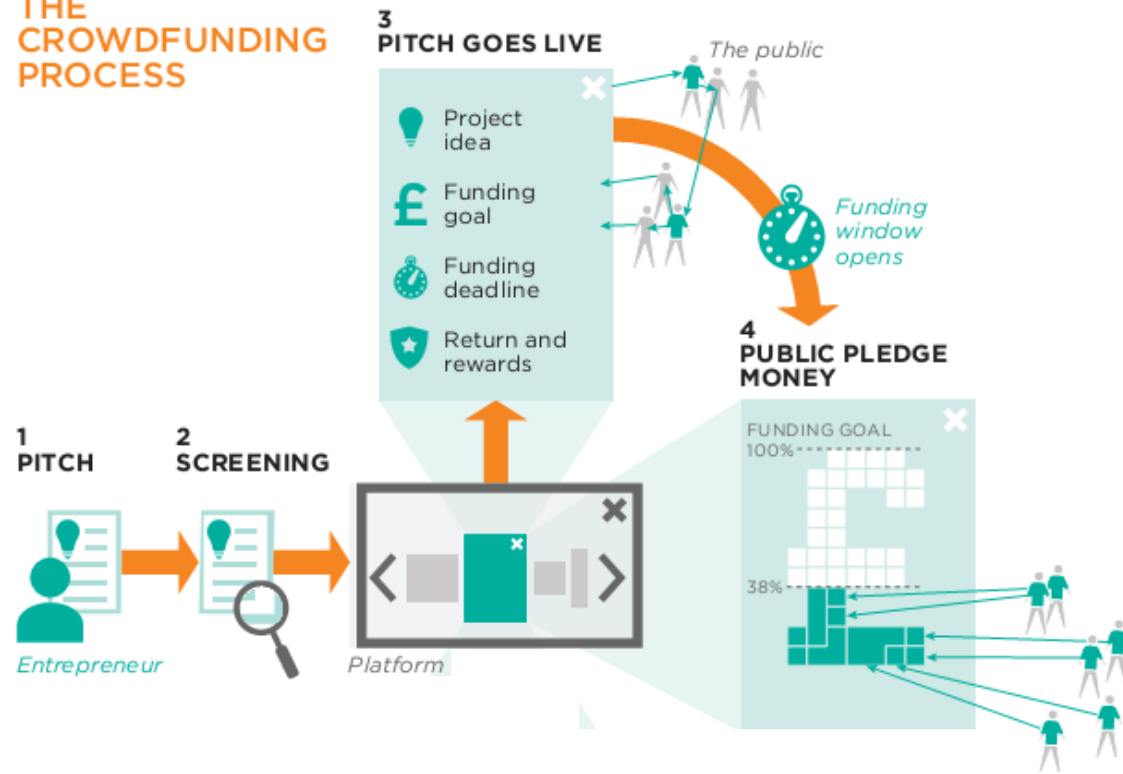 THE
CROWDFUNDING
PROCESS
3
PITCH GOES LIVE
The public
Project
idea
£
Funding
goal
Funding
deadline
Return and
rewards
Funding
window
opens
4
PUBLIC PLEDGE
MONEY
FUNDING GOAL
100%
38%
1
PITCH
2
SCREENING
Entrepreneur
Platform